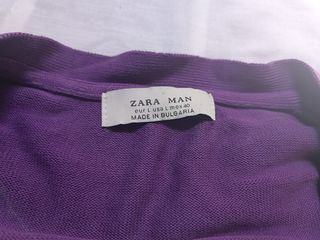 ZARA MAN
eur L usa L mex 40
MADE IN BULGARIA